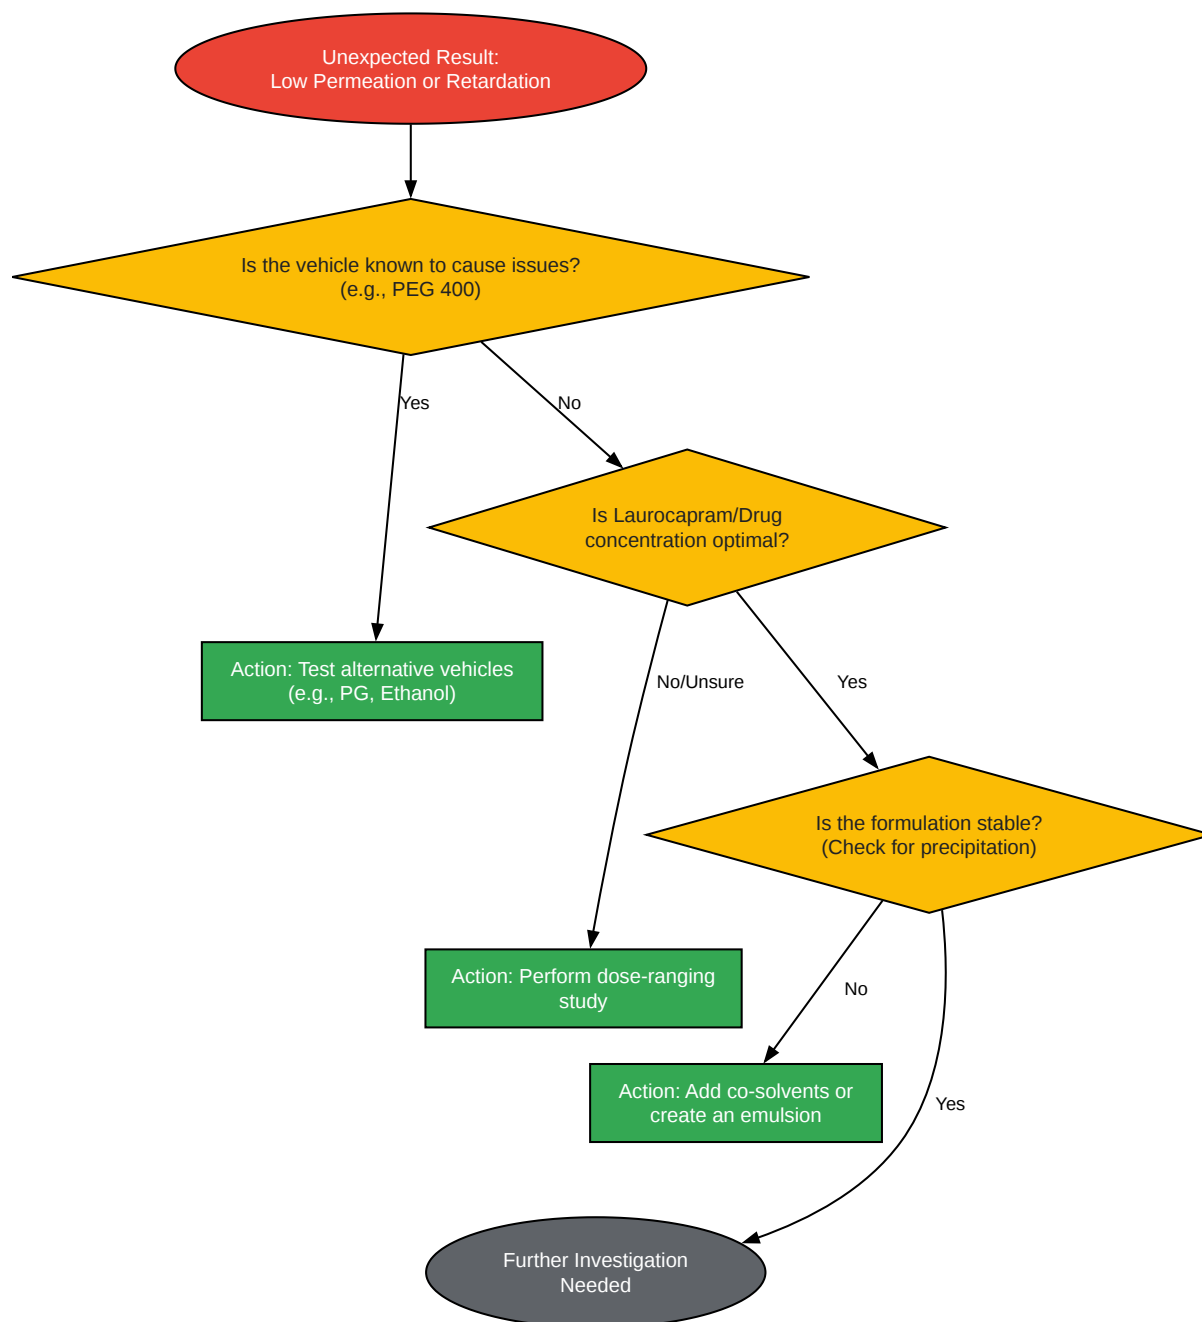 Unexpected Result:
Low Permeation or Retardation
Is the vehicle known to cause issues?
(e.g., PEG 400)
Yes
No
Is Laurocapram/Drug
concentration optimal?
Action: Test alternative vehicles
(e.g., PG, Ethanol)
No/Unsure
Yes
Is the formulation stable?
(Check for precipitation)
Action: Perform dose-ranging
study
No
Action: Add co-solvents or
create an emulsion
Yes
Further Investigation
Needed